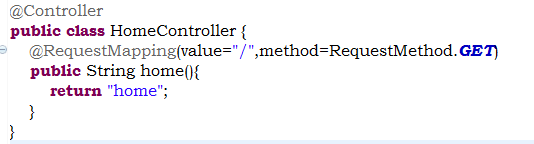 @Controller
public class HomeController {
@RequestMapping(value="/",method=RequestMethod.GET)
public String home(){
return "home";
}
}